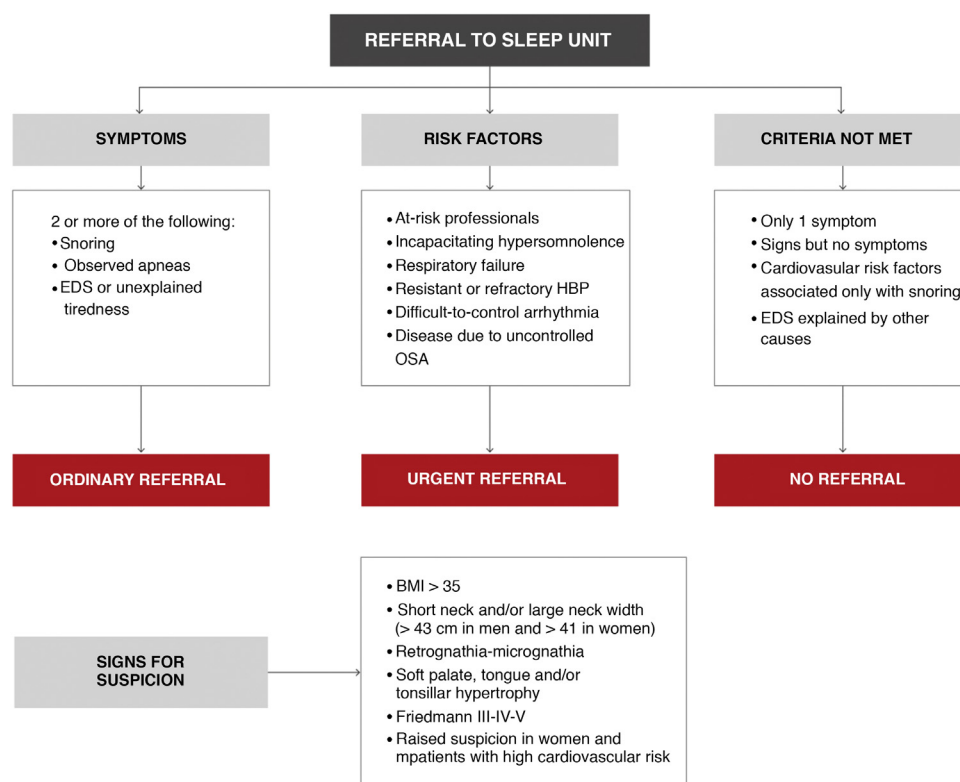 REFERRAL TO SLEEP UNIT
SYMPTOMS
2 or more of the following:
• Snoring
• Observed apneas
• EDS or unexplained
tiredness
ORDINARY REFERRAL
RISK FACTORS
• At-risk professionals
• Incapacitating hypersomnolence
• Respiratory failure
• Resistant or refractory HBP
• Difficult-to-control arrhythmia
• Disease due to uncontrolled
OSA
URGENT REFERRAL
CRITERIA NOT MET
• Only 1 symptom
• Signs but no symptoms
• Cardiovascular risk factors
associated only with snoring
• EDS explained by other
causes
NO REFERRAL
SIGNS FOR
SUSPICION
• BMI > 35
• Short neck and/or large neck width
(> 43 cm in men and > 41 in women)
• Retrognathia-micrognathia
• Soft palate, tongue and/or
tonsillar hypertrophy
• Friedmann III-IV-V
• Raised suspicion in women and
mpatients with high cardiovascular risk